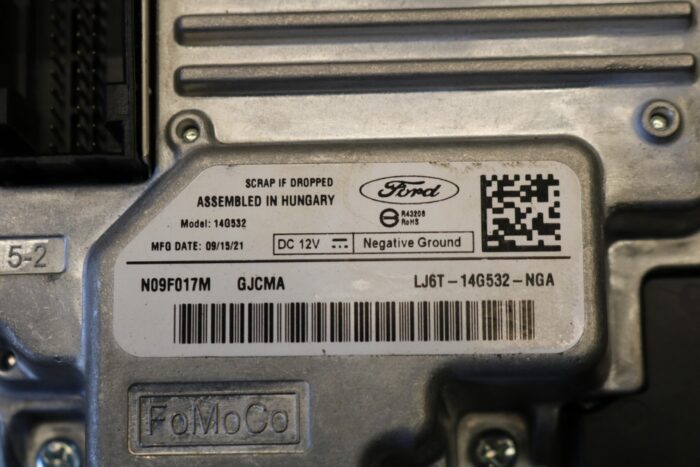 SCRAP IF DROPPED
ASSEMBLED IN HUNGARY
Ford
Model: 14G532
R43208
RoHS
MFG DATE: 09/15/21
DC 12V
Negative Ground
5-2
N09F017M GJCMA LJ6T-14G532-NGA
FoMoCo